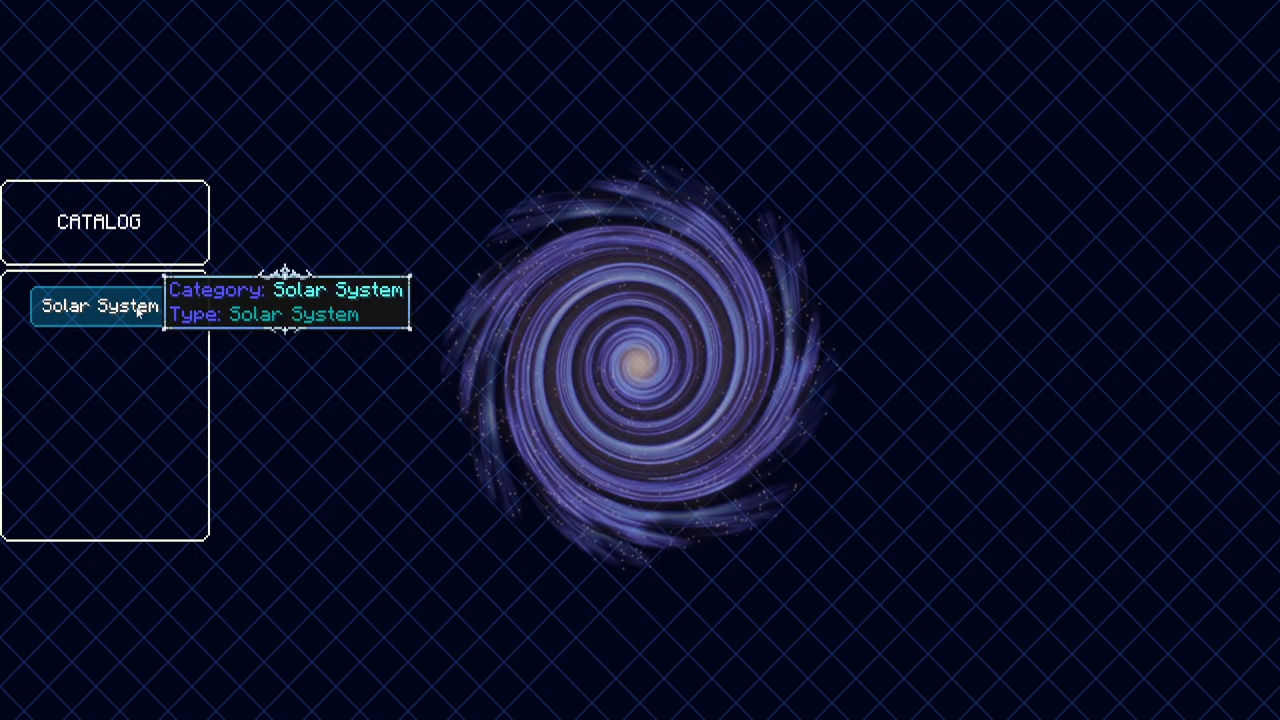 CATALOG
Solar System
Category: Solar System
Type: Solar System